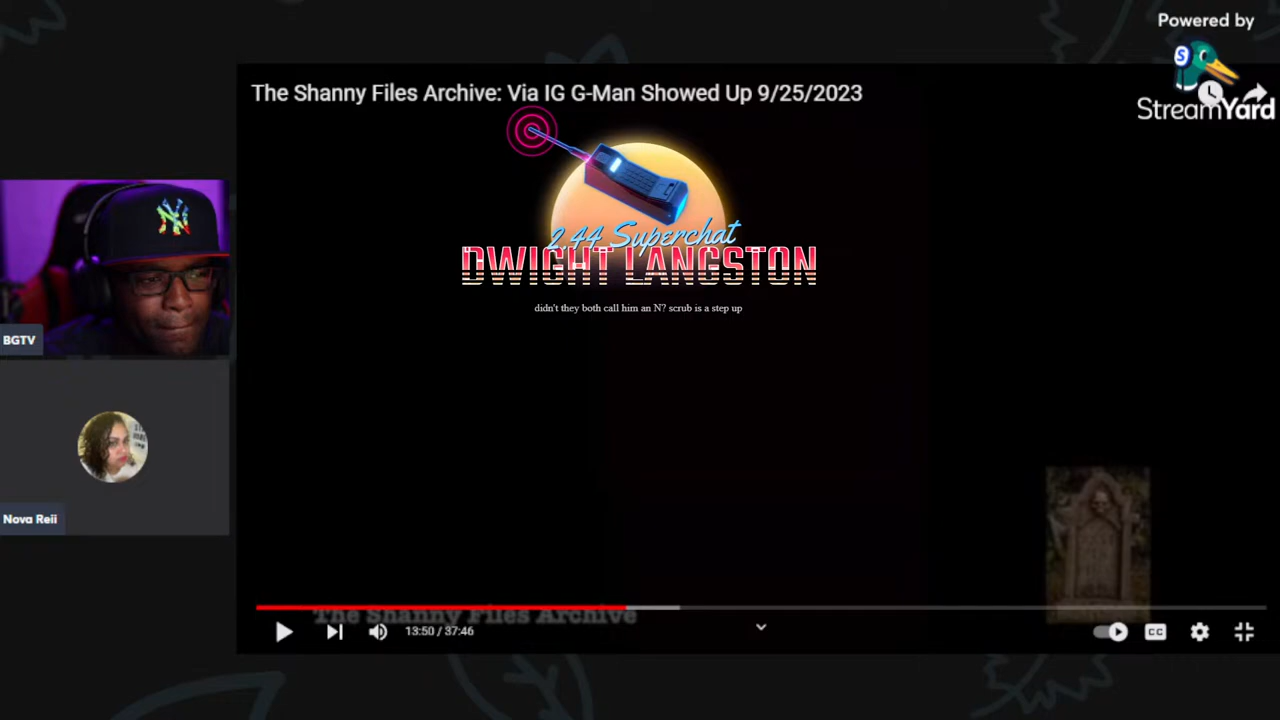 Powered by
S
StreamYard
The Shanny Files Archive: Via IG G-Man Showed Up 9/25/2023
2.44 Superchat
DWIGHT LANGSTON
didn't they both call him an N? scrub is a step up
BGTV
Nova Reii
The Shanny Files Archive
13:50 / 37:46
CC